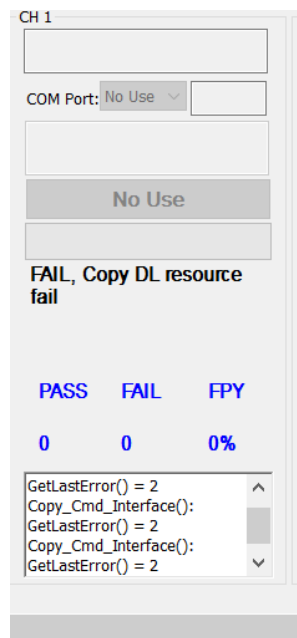 CH 1
COM Port: No Use
No Use
FAIL, Copy DL resource
fail
PASS FAIL FPY
0 0 0%
GetLastError() = 2
Copy_Cmd_Interface():
GetLastError() = 2
Copy_Cmd_Interface():
GetLastError() = 2